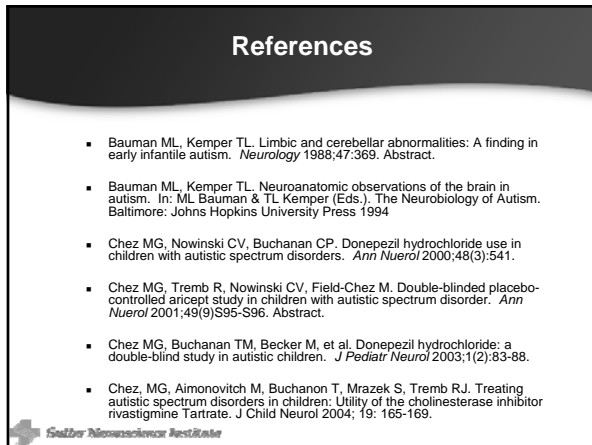 References
▪ Bauman ML, Kemper TL. Limbic and cerebellar abnormalities: A finding in
early infantile autism. Neurology 1988;47:369. Abstract.
▪ Bauman ML, Kemper TL. Neuroanatomic observations of the brain in
autism. In: ML Bauman & TL Kemper (Eds.). The Neurobiology of Autism.
Baltimore: Johns Hopkins University Press 1994
▪ Chez MG, Nowinski CV, Buchanan CP. Donepezil hydrochloride use in
children with autistic spectrum disorders. Ann Nuerol 2000;48(3):541.
▪ Chez MG, Tremb R, Nowinski CV, Field-Chez M. Double-blinded placebo-
controlled aricept study in children with autistic spectrum disorder. Ann
Nuerol 2001;49(9)S95-S96. Abstract.
▪ Chez MG, Buchanan TM, Becker M, et al. Donepezil hydrochloride: a
double-blind study in autistic children. J Pediatr Neurol 2003;1(2):83-88.
▪ Chez, MG, Aimonovitch M, Buchanon T, Mrazek S, Tremb RJ. Treating
autistic spectrum disorders in children: Utility of the cholinesterase inhibitor
rivastigmine Tartrate. J Child Neurol 2004; 19: 165-169.
Neuroscience Institute